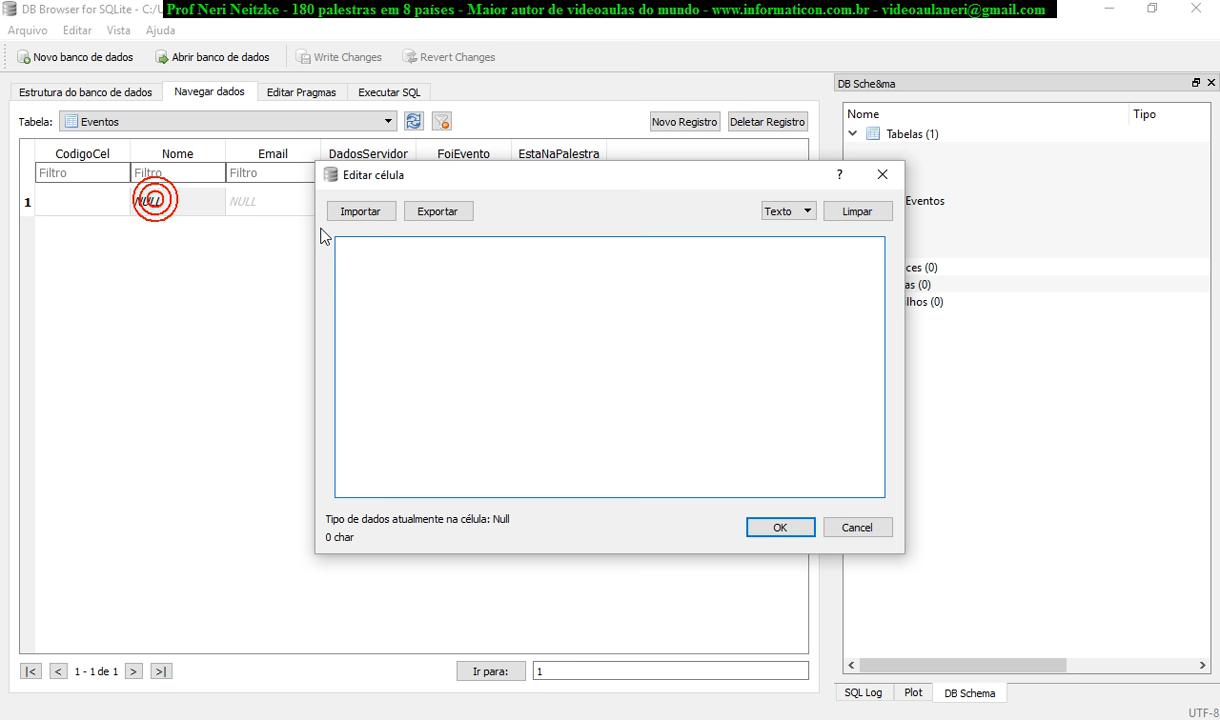 DB Browser for SQLite - C:/U
Prof Neri Neitzke - 180 palestras em 8 países - Maior autor de videoaulas do mundo - www.informaticon.com.br - videoaulaneri@gmail.com
Arquivo Editar Vista Ajuda
Novo banco de dados Abrir banco de dados Write Changes Revert Changes
DB Sche&ma
Estrutura do banco de dados Navegar dados Editar Pragmas Executar SQL
Tabela: Eventos Novo Registro Deletar Registro
Nome Tipo
Tabelas (1)
CodigoCel Nome Email DadosServidor FoiEvento EstaNaPalestra
Filtro Filtro Filtro
1 NULL NULL
Editar célula ?
Importar Exportar Texto Limpar
Eventos
ces (0)
as (0)
lhos (0)
Tipo de dados atualmente na célula: Null
0 char
OK Cancel
|< < 1 - 1 de 1 > >| Ir para: 1
SQL Log Plot DB Schema
UTF-8